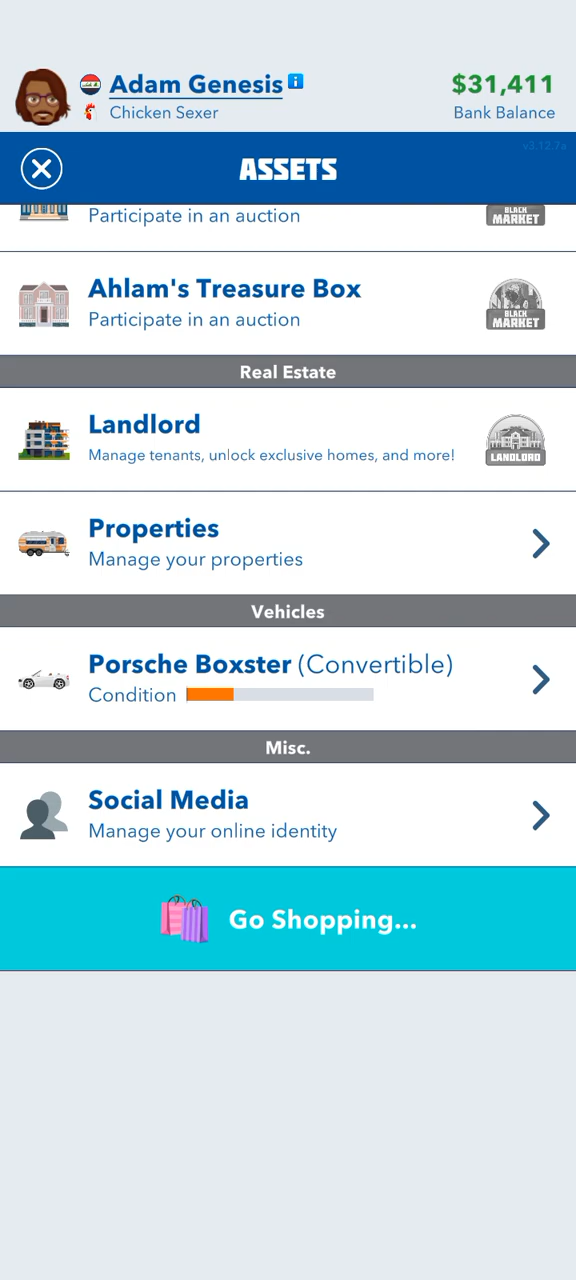 Adam Genesis
$31,411
Chicken Sexer
Bank Balance
v3.12.7a
ASSETS
Participate in an auction
BLACK MARKET
Ahlam's Treasure Box
Participate in an auction
BLACK MARKET
Real Estate
Landlord
Manage tenants, unlock exclusive homes, and more!
LANDLORD
Properties
Manage your properties
Vehicles
Porsche Boxster (Convertible)
Condition
Misc.
Social Media
Manage your online identity
Go Shopping...